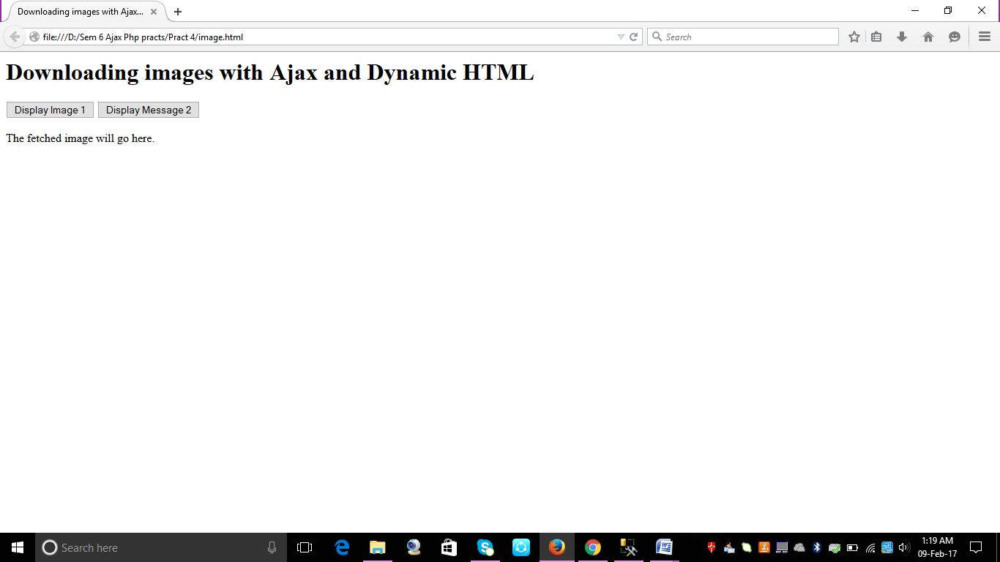 Downloading images with Ajax...
file:///D:/Sem 6 Ajax Php practs/Pract 4/image.html
Search
Downloading images with Ajax and Dynamic HTML
Display Image 1 Display Message 2
The fetched image will go here.
Search here
1:19 AM
09-Feb-17